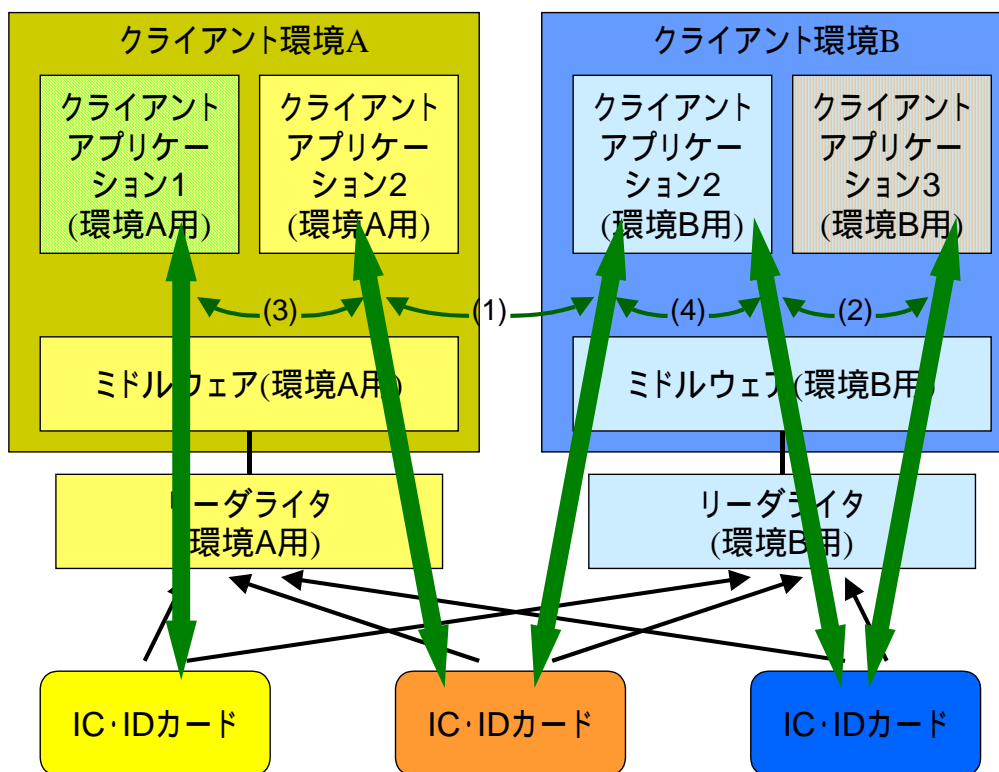 クライアント環境A
クライアント環境B
クライアント
アプリケー
ション1
(環境A用)
クライアント
アプリケー
ション2
(環境A用)
クライアント
アプリケー
ション2
(環境B用)
クライアント
アプリケー
ション3
(環境B用)
(3)
(1)
(4)
(2)
ミドルウェア(環境A用)
ミドルウェア(環境B用)
リーダライタ
(環境A用)
リーダライタ
(環境B用)
IC・IDカード
IC・IDカード
IC・IDカード